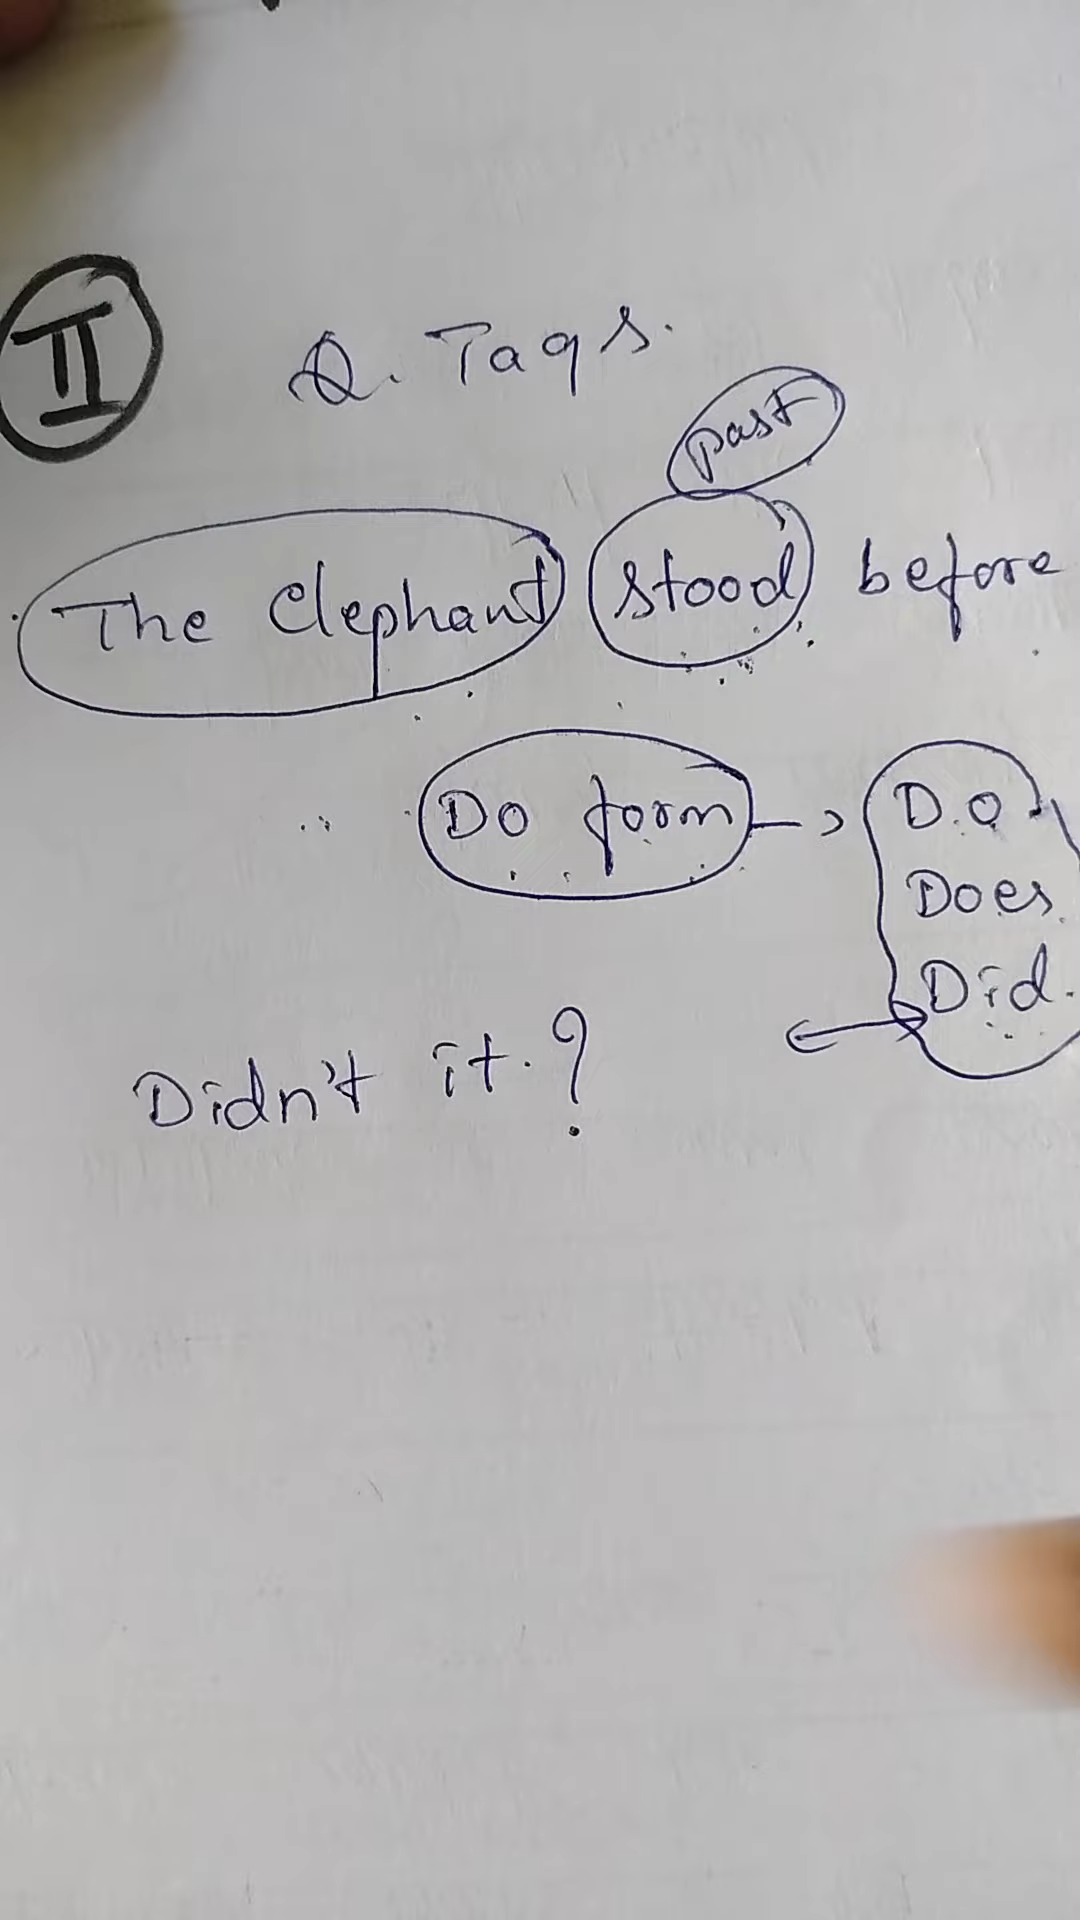 II
Q. Tags.
past
The Elephant stood before
Do form → Do
Does
Did.
Didn't it.?